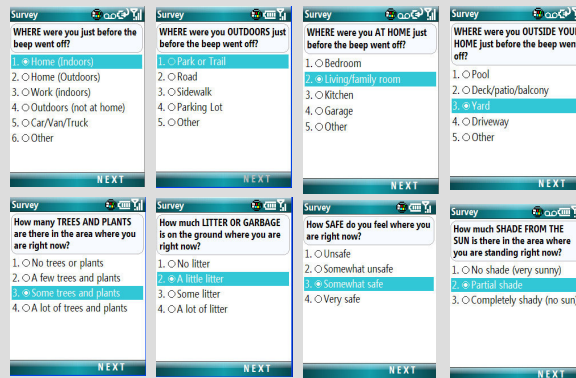 Survey
WHERE were you just before the
beep went off?
1. Home (Indoors)
2. Home (Outdoors)
3. Work (indoors)
4. Outdoors (not at home)
5. Car/Van/Truck
6. Other
NEXT
Survey
WHERE were you OUTDOORS just
before the beep went off?
1. Park or Trail
2. Road
3. Sidewalk
4. Parking Lot
5. Other
NEXT
Survey
WHERE were you AT HOME just
before the beep went off?
1. Bedroom
2. Living/family room
3. Kitchen
4. Garage
5. Other
NEXT
Survey
WHERE were you OUTSIDE YOUR
HOME just before the beep went
off?
1. Pool
2. Deck/patio/balcony
3. Yard
4. Driveway
5. Other
NEXT
Survey
How many TREES AND PLANTS
are there in the area where you
are right now?
1. No trees or plants
2. A few trees and plants
3. Some trees and plants
4. A lot of trees and plants
NEXT
Survey
How much LITTER OR GARBAGE
is on the ground where you are
right now?
1. No litter
2. A little litter
3. Some litter
4. A lot of litter
NEXT
Survey
How SAFE do you feel where you
are right now?
1. Unsafe
2. Somewhat unsafe
3. Somewhat safe
4. Very safe
NEXT
Survey
How much SHADE FROM THE
SUN is there in the area where
you are standing right now?
1. No shade (very sunny)
2. Partial shade
3. Completely shady (no sun)
NEXT